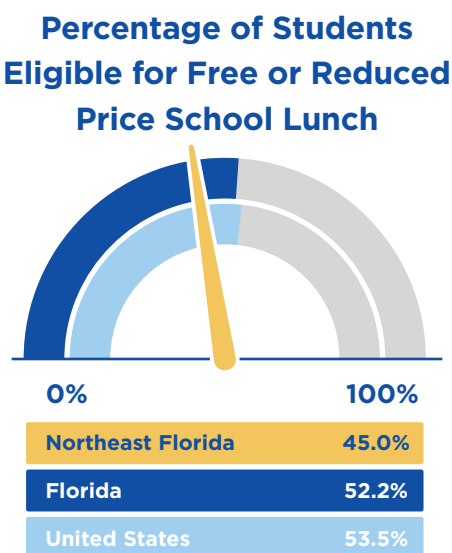 Percentage of Students
Eligible for Free or Reduced
Price School Lunch
0% 100%
Northeast Florida 45.0%
Florida 52.2%
United States 53.5%